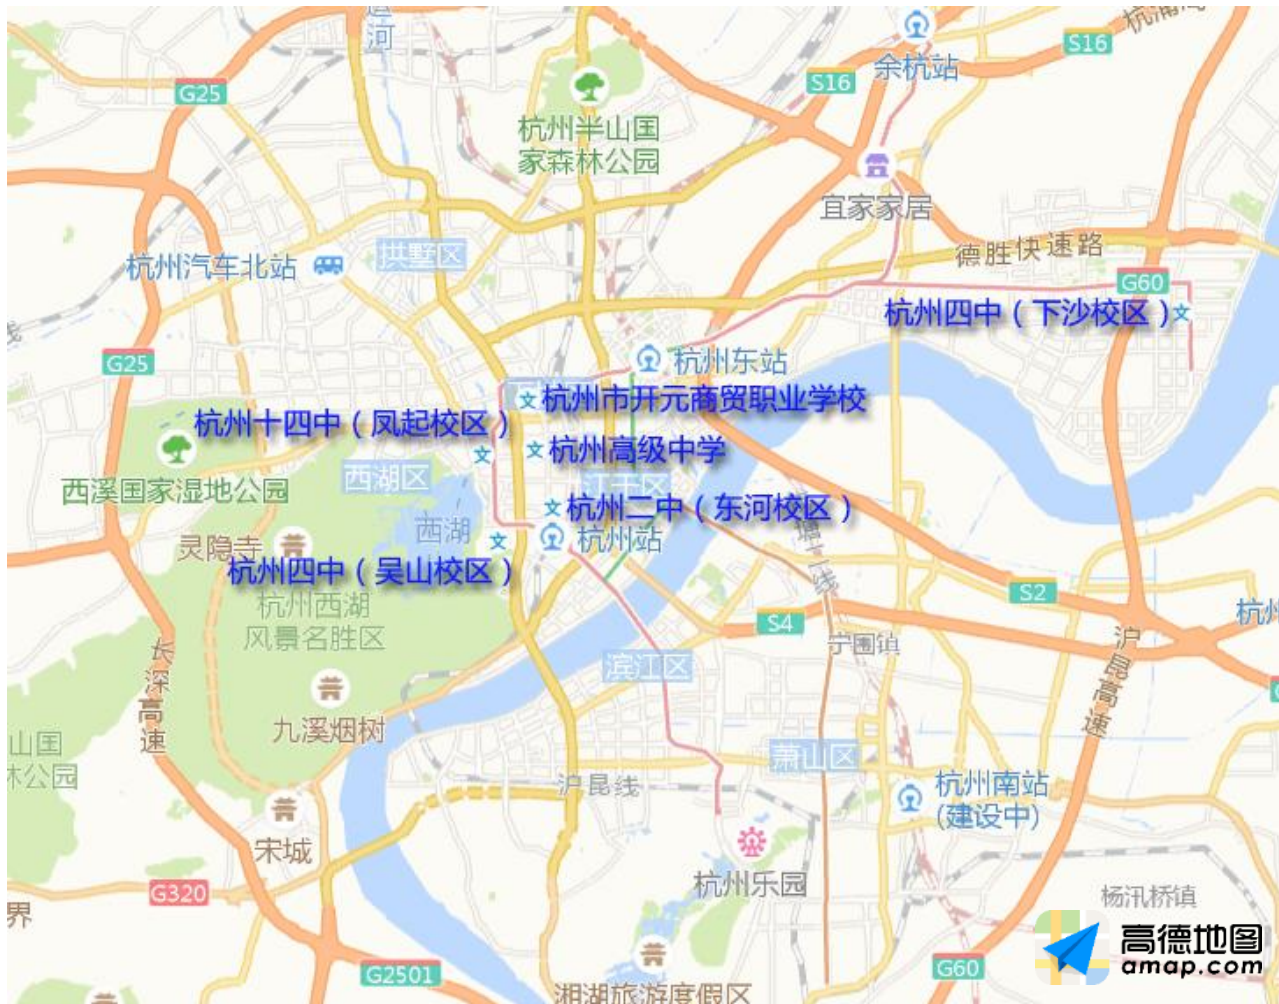 运河
S16
余杭站
S16
G25
杭州半山国
家森林公园
宜家家居
德胜快速路
拱墅区
杭州汽车北站
G60
杭州四中（下沙校区）
线
G25
杭州东站
杭州市开元商贸职业学校
杭州十四中（凤起校区）
杭州高级中学
西湖区
江干区
西溪国家湿地公园
杭州二中（东河校区）
西湖
杭州站
灵隐寺
杭州四中（吴山校区）
杭州西湖
风景名胜区
S2
杭州
S4
宁围镇
长深高速
滨江区
沪昆高速
九溪烟树
山国
林公园
萧山区
沪昆线
杭州南站
(建设中)
宋城
杭州乐园
G320
杨汛桥镇
界
高德地图
amap.com
G2501
G60
湘湖旅游度假区